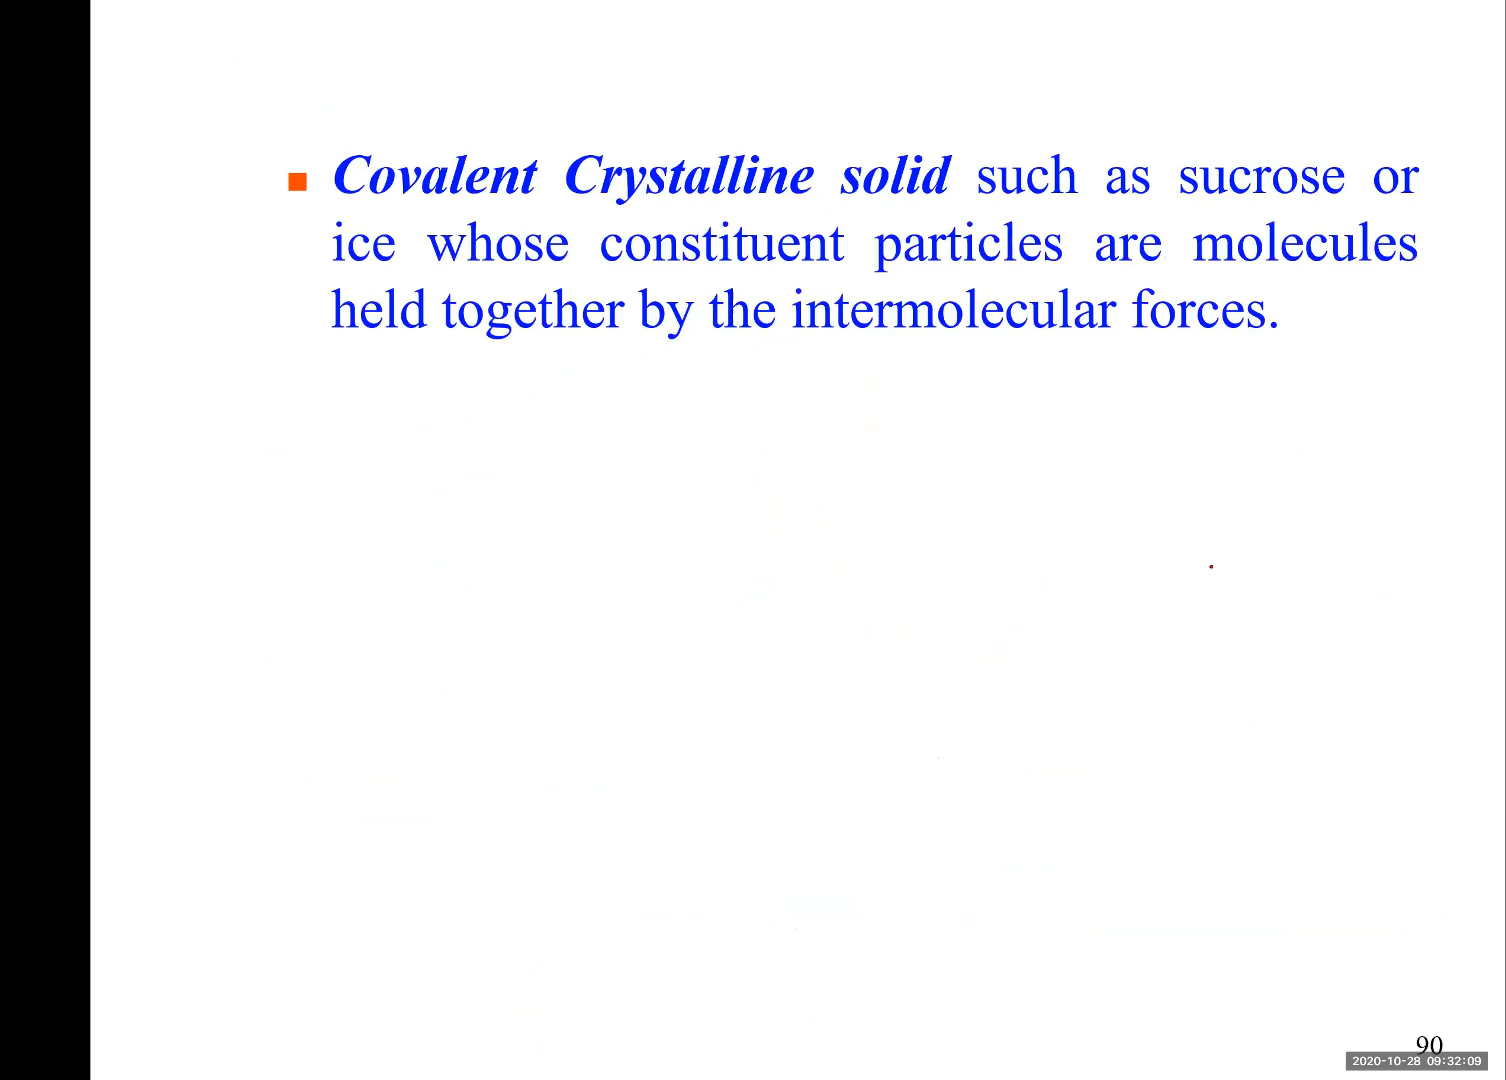 Covalent Crystalline solid such as sucrose or
ice whose constituent particles are molecules
held together by the intermolecular forces.
90
2020-10-28 09:32:09